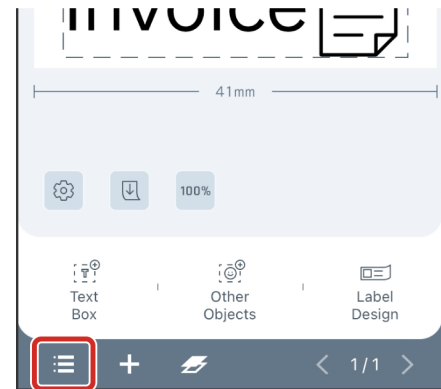 Invoice
41mm
100%
Text
Box
Other
Objects
Label
Design
1/1